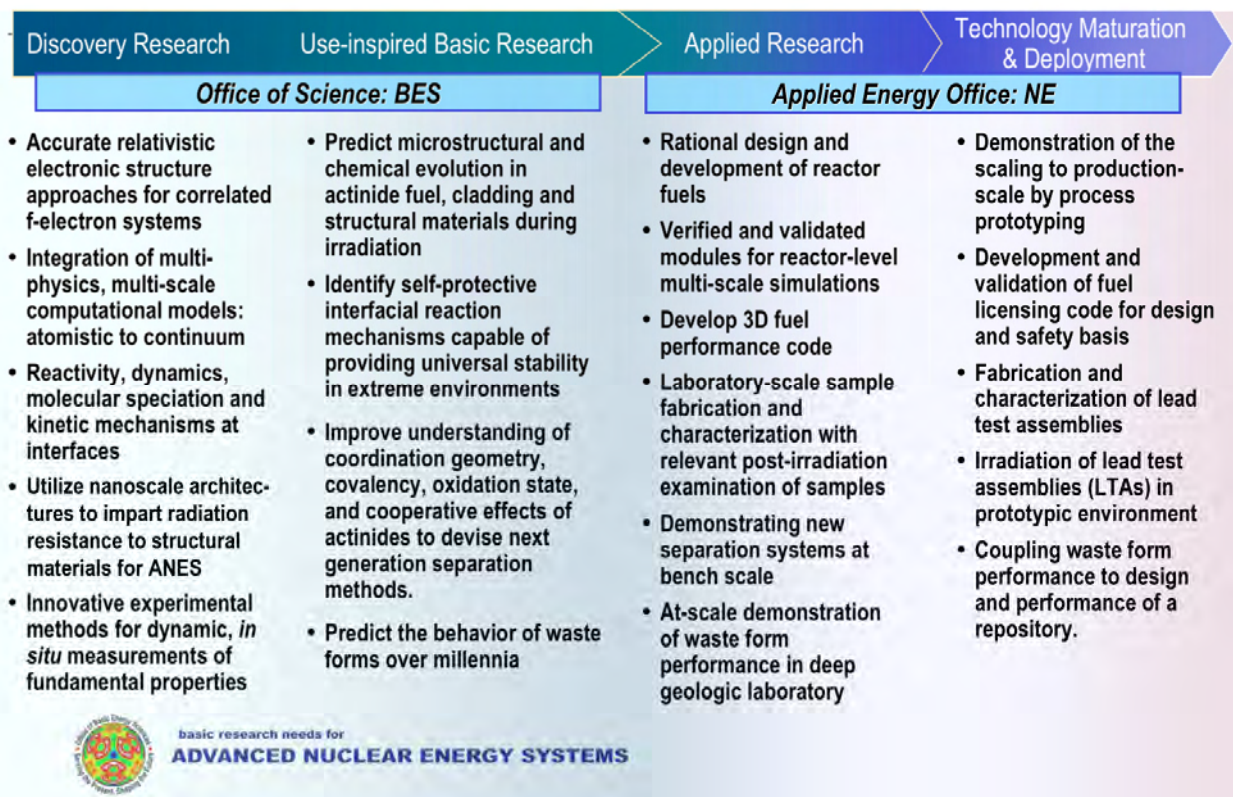 Discovery Research
Use-inspired Basic Research
Applied Research
Technology Maturation
& Deployment
Office of Science: BES
Applied Energy Office: NE
• Accurate relativistic
electronic structure
approaches for correlated
f-electron systems
• Integration of multi-
physics, multi-scale
computational models:
atomistic to continuum
• Reactivity, dynamics,
molecular speciation and
kinetic mechanisms at
interfaces
• Utilize nanoscale architec-
tures to impart radiation
resistance to structural
materials for ANES
• Innovative experimental
methods for dynamic, in
situ measurements of
fundamental properties
• Predict microstructural and
chemical evolution in
actinide fuel, cladding and
structural materials during
irradiation
• Identify self-protective
interfacial reaction
mechanisms capable of
providing universal stability
in extreme environments
• Improve understanding of
coordination geometry,
covalency, oxidation state,
and cooperative effects of
actinides to devise next
generation separation
methods.
• Predict the behavior of waste
forms over millennia
• Rational design and
development of reactor
fuels
• Verified and validated
modules for reactor-level
multi-scale simulations
• Develop 3D fuel
performance code
• Laboratory-scale sample
fabrication and
characterization with
relevant post-irradiation
examination of samples
• Demonstrating new
separation systems at
bench scale
• At-scale demonstration
of waste form
performance in deep
geologic laboratory
• Demonstration of the
scaling to production-
scale by process
prototyping
• Development and
validation of fuel
licensing code for design
and safety basis
• Fabrication and
characterization of lead
test assemblies
• Irradiation of lead test
assemblies (LTAs) in
prototypic environment
• Coupling waste form
performance to design
and performance of a
repository.
Office of Basic Energy Sciences
Serving the Present, Shaping the Future
basic research needs for
ADVANCED NUCLEAR ENERGY SYSTEMS